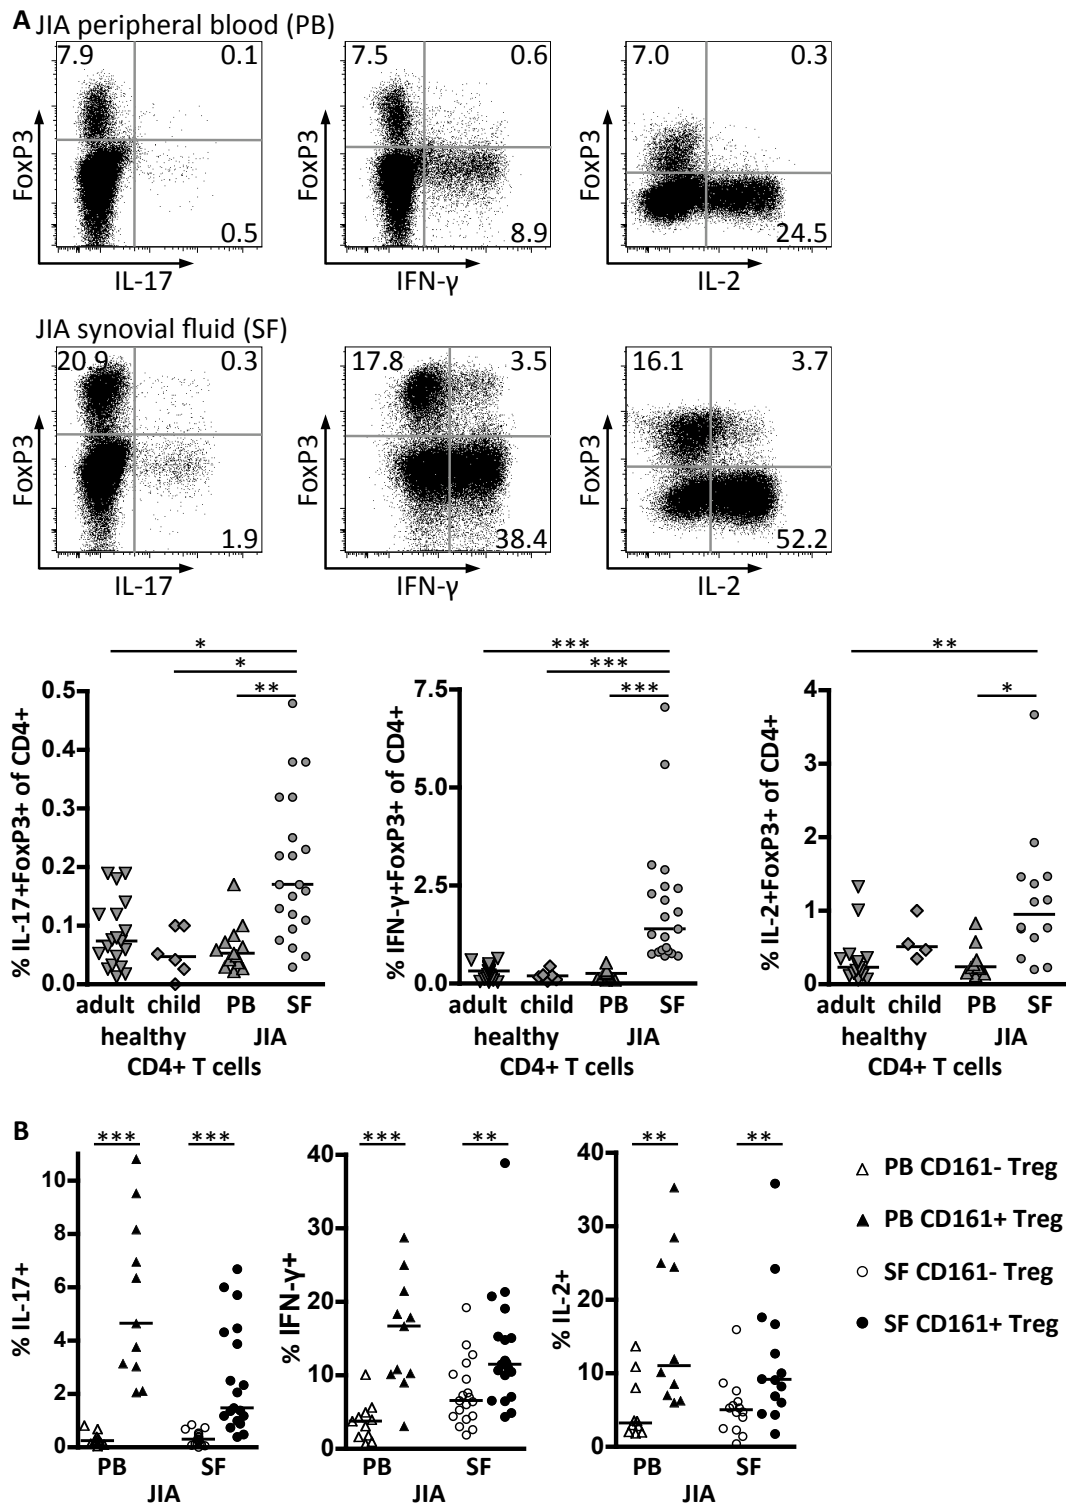 A JIA peripheral blood (PB)
7.9 0.1 7.5 0.6 7.0 0.3
FoxP3 FoxP3 FoxP3
0.5 8.9 24.5
IL-17 IFN-γ IL-2
JIA synovial fluid (SF)
20.9 0.3 17.8 3.5 16.1 3.7
FoxP3 FoxP3 FoxP3
1.9 38.4 52.2
IL-17 IFN-γ IL-2
* *** **
* ***
** *** *
% IL-17+FoxP3+ of CD4+
0.5
0.4
0.3
0.2
0.1
0.0
adult child PB SF
healthy JIA
CD4+ T cells
% IFN-γ+FoxP3+ of CD4+
7.5
5.0
2.5
0.0
adult child PB SF
healthy JIA
CD4+ T cells
% IL-2+FoxP3+ of CD4+
4
3
2
1
0
adult child PB SF
healthy JIA
CD4+ T cells
B
*** ***
% IL-17+
10
8
6
4
2
0
PB SF
JIA
*** **
% IFN-γ+
40
30
20
10
0
PB SF
JIA
** **
% IL-2+
40
30
20
10
0
PB SF
JIA
PB CD161- Treg
PB CD161+ Treg
SF CD161- Treg
SF CD161+ Treg